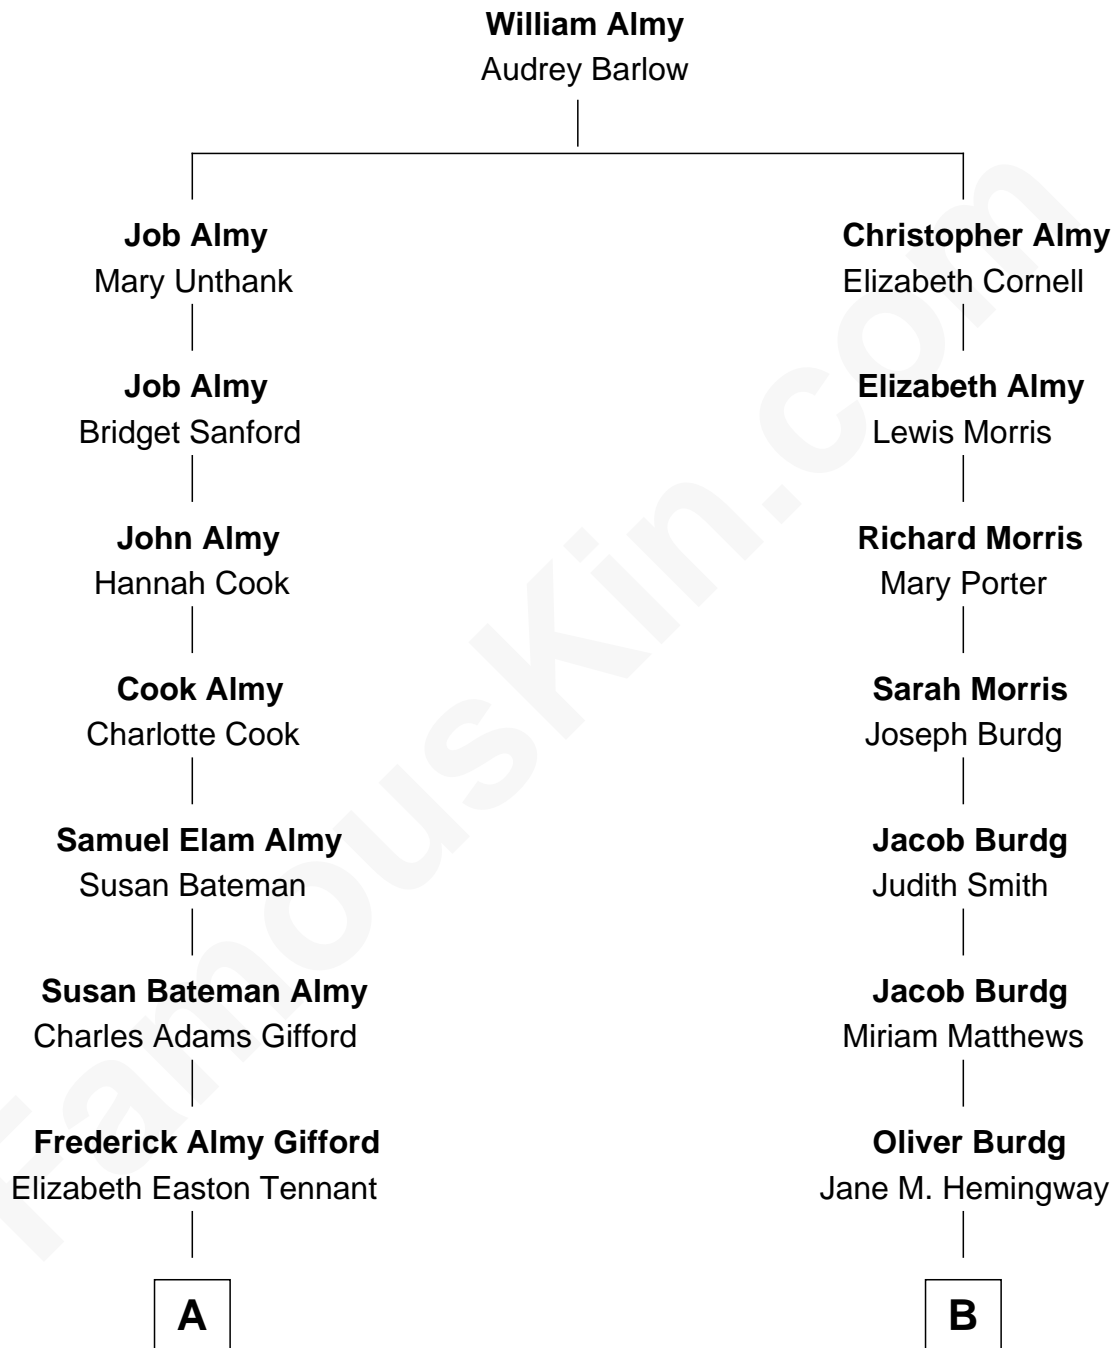 William Almy
Audrey Barlow
Job Almy
Mary Unthank
Job Almy
Bridget Sanford
John Almy
Hannah Cook
Cook Almy
Charlotte Cook
Samuel Elam Almy
Susan Bateman
Susan Bateman Almy
Charles Adams Gifford
Frederick Almy Gifford
Elizabeth Easton Tennant
A
Christopher Almy
Elizabeth Cornell
Elizabeth Almy
Lewis Morris
Richard Morris
Mary Porter
Sarah Morris
Joseph Burdg
Jacob Burdg
Judith Smith
Jacob Burdg
Miriam Matthews
Oliver Burdg
Jane M. Hemingway
B
FamousKin.com